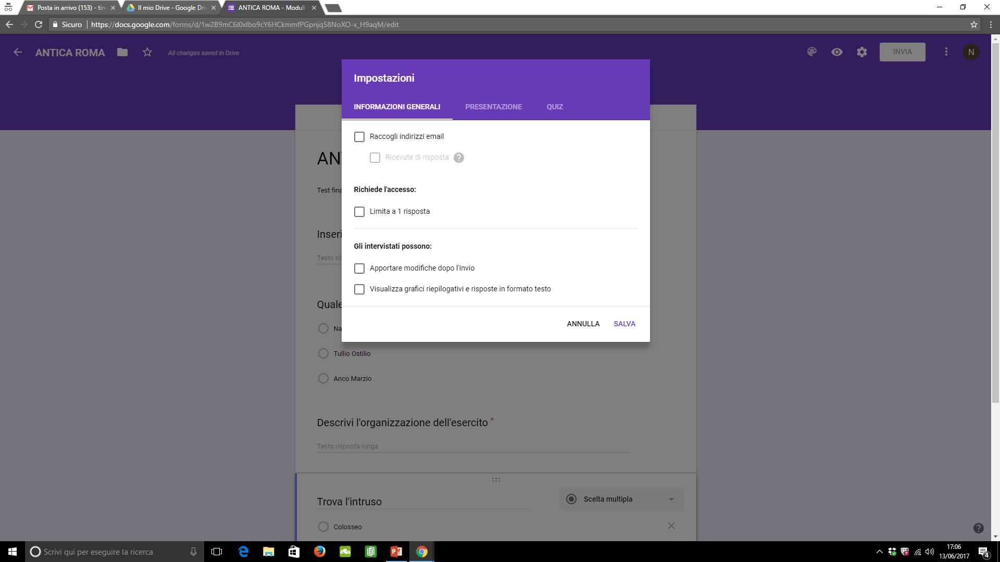 Posta in arrivo (153) - tin
Il mio Drive - Google Dri
ANTICA ROMA - Moduli
Sicuro
https://docs.google.com/forms/d/1w2B9mC6I0xIbo9cY6HCkmmfPGpnjq58NoXO-x_H9aqM/edit
ANTICA ROMA
All changes saved in Drive
INVIA
N
Impostazioni
INFORMAZIONI GENERALI
PRESENTAZIONE
QUIZ
Raccogli indirizzi email
Ricevute di risposta ?
Richiede l'accesso:
Limita a 1 risposta
Gli intervistati possono:
Apportare modifiche dopo l'invio
Visualizza grafici riepilogativi e risposte in formato testo
ANNULLA
SALVA
AN
Test fina
Inseri
Testo ris
Quale
Na
Tullio Ostilio
Anco Marzio
Descrivi l'organizzazione dell'esercito *
Testo risposta lunga
Trova l'intruso
Scelta multipla
Colosseo
?
Scrivi qui per eseguire la ricerca
17:06
13/06/2017
4